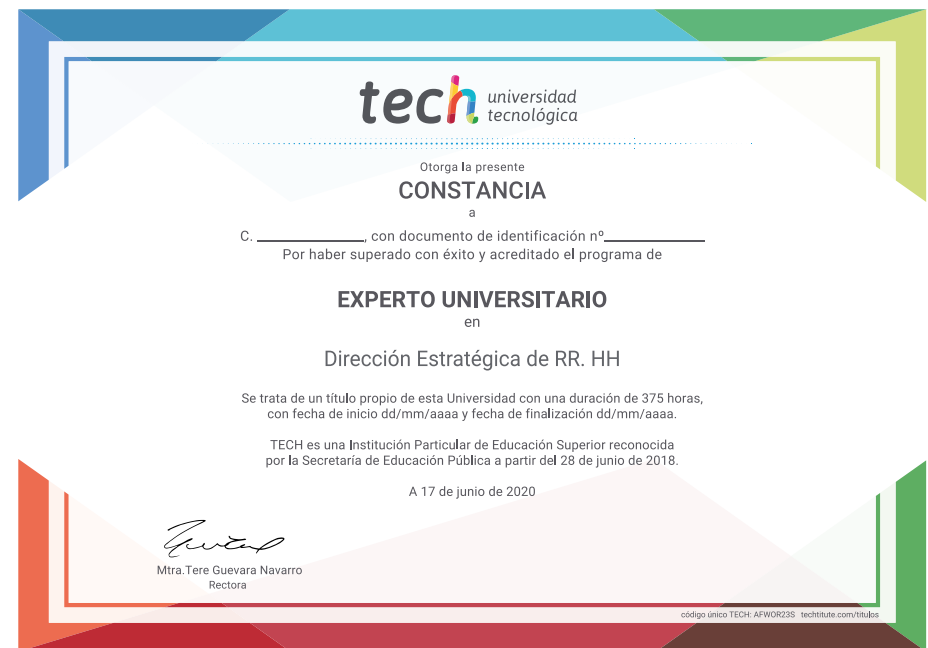 tech universidad
tecnológica
Otorga la presente
CONSTANCIA
a
C. ____________, con documento de identificación nº____________
Por haber superado con éxito y acreditado el programa de
EXPERTO UNIVERSITARIO
en
Dirección Estratégica de RR. HH
Se trata de un título propio de esta Universidad con una duración de 375 horas,
con fecha de inicio dd/mm/aaaa y fecha de finalización dd/mm/aaaa.
TECH es una Institución Particular de Educación Superior reconocida
por la Secretaría de Educación Pública a partir del 28 de junio de 2018.
A 17 de junio de 2020
Mtra.Tere Guevara Navarro
Rectora
código único TECH: AFWOR23S techtitute.com/titulos